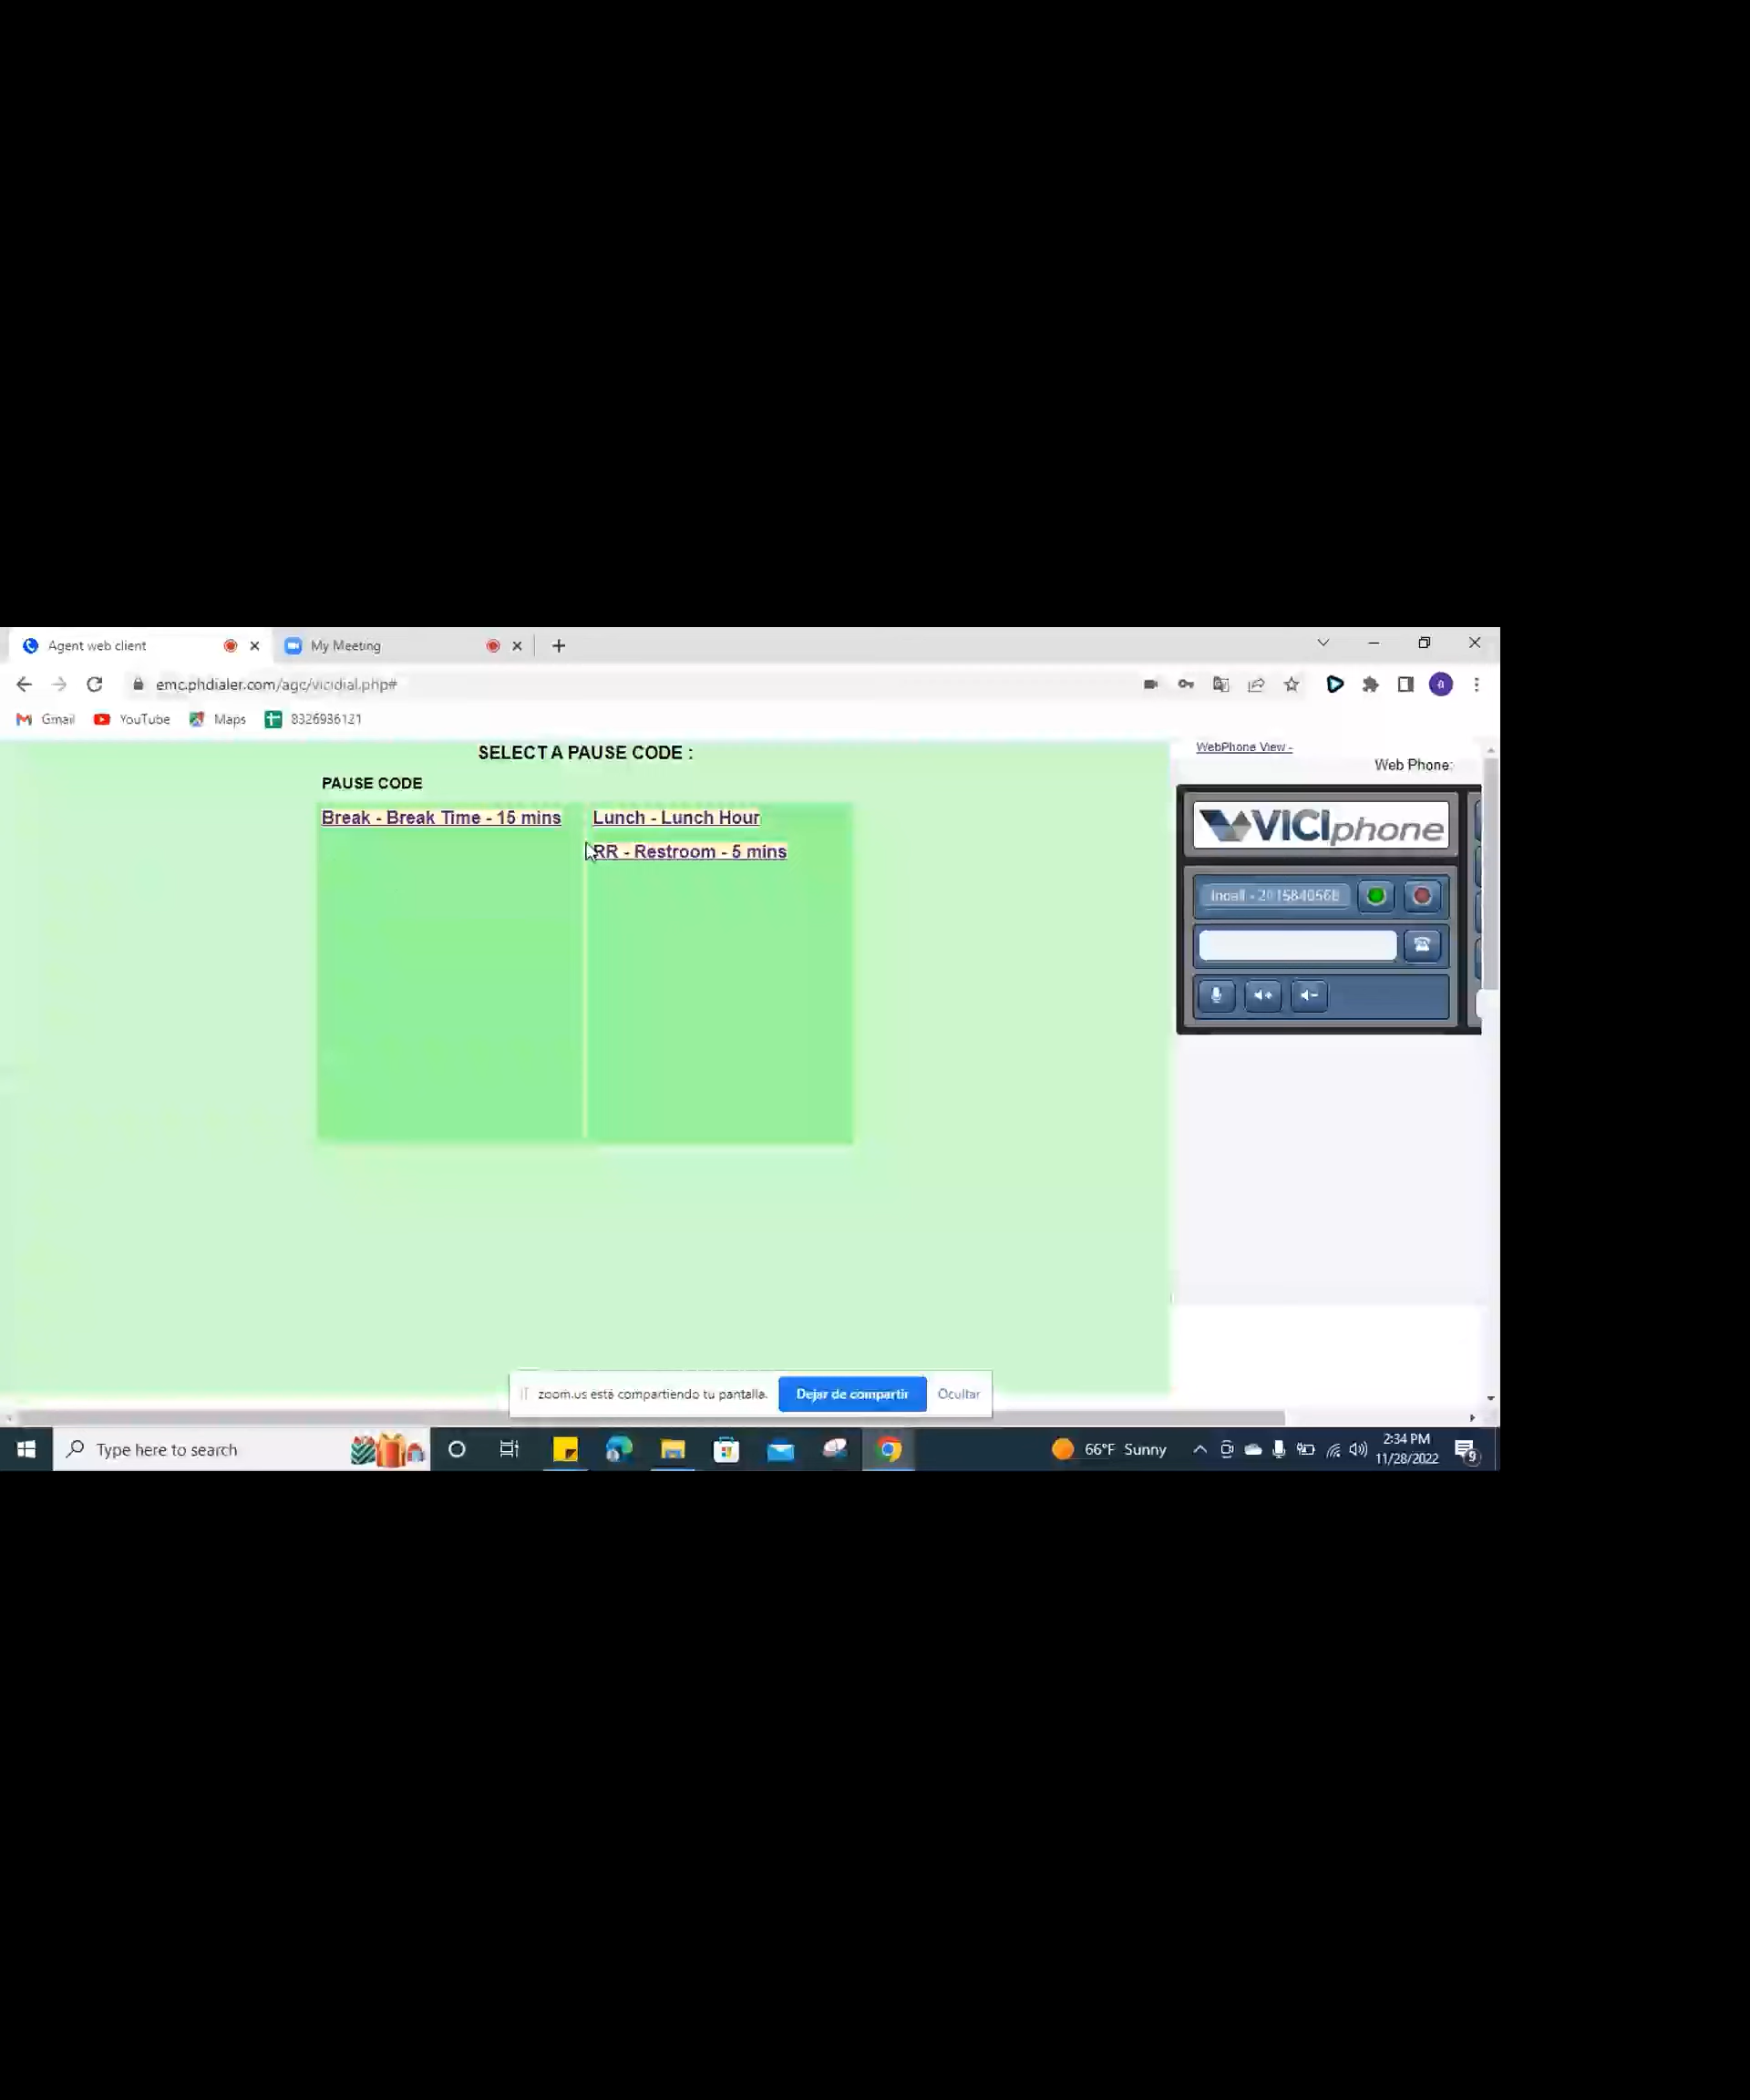 Agent web client
My Meeting
emc.phdialer.com/agc/vicidial.php#
Gmail
YouTube
Maps
8326936121
SELECT A PAUSE CODE :
PAUSE CODE
Break - Break Time - 15 mins
Lunch - Lunch Hour
RR - Restroom - 5 mins
WebPhone View -
Web Phone:
VICIphone
Incall -
zoom.us está compartiendo tu pantalla.
Dejar de compartir
Ocultar
Type here to search
66°F Sunny
2:34 PM
11/28/2022
9